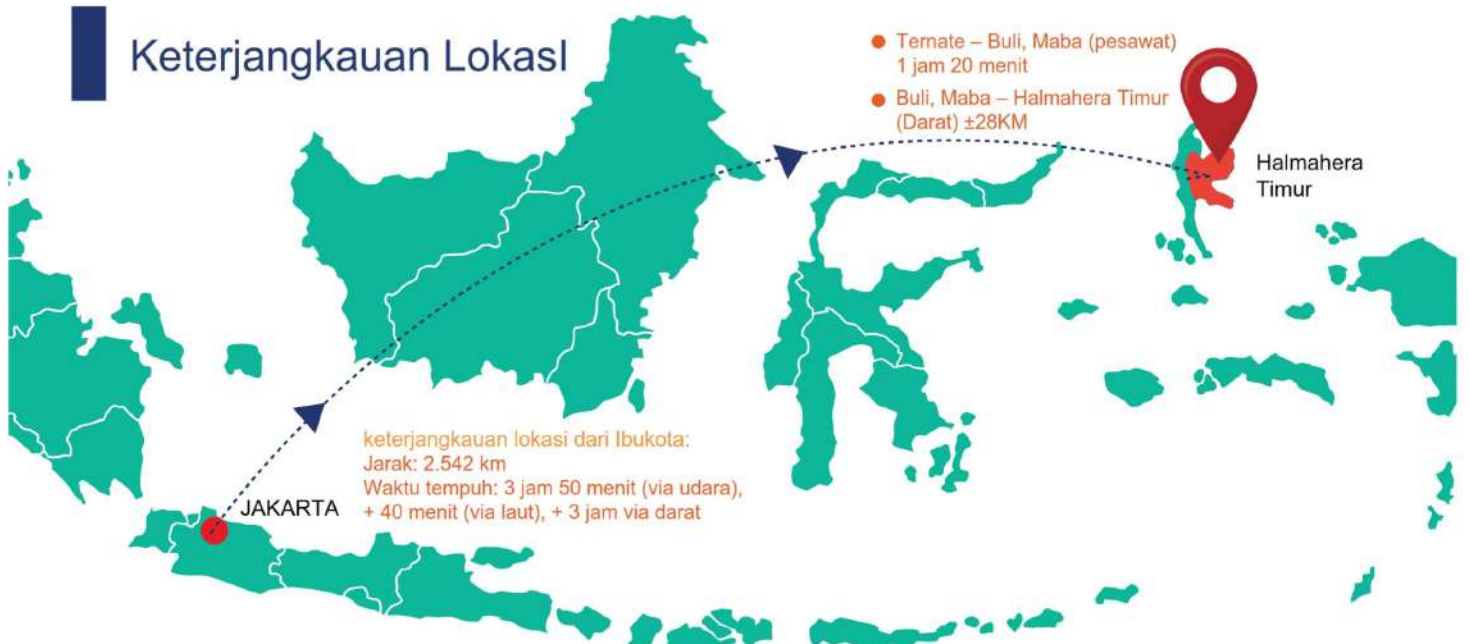 Keterjangkauan LokasI
● Ternate – Buli, Maba (pesawat)
1 jam 20 menit
● Buli, Maba – Halmahera Timur
(Darat) ±28KM
Halmahera
Timur
keterjangkauan lokasi dari Ibukota:
Jarak: 2.542 km
Waktu tempuh: 3 jam 50 menit (via udara),
+ 40 menit (via laut), + 3 jam via darat
JAKARTA